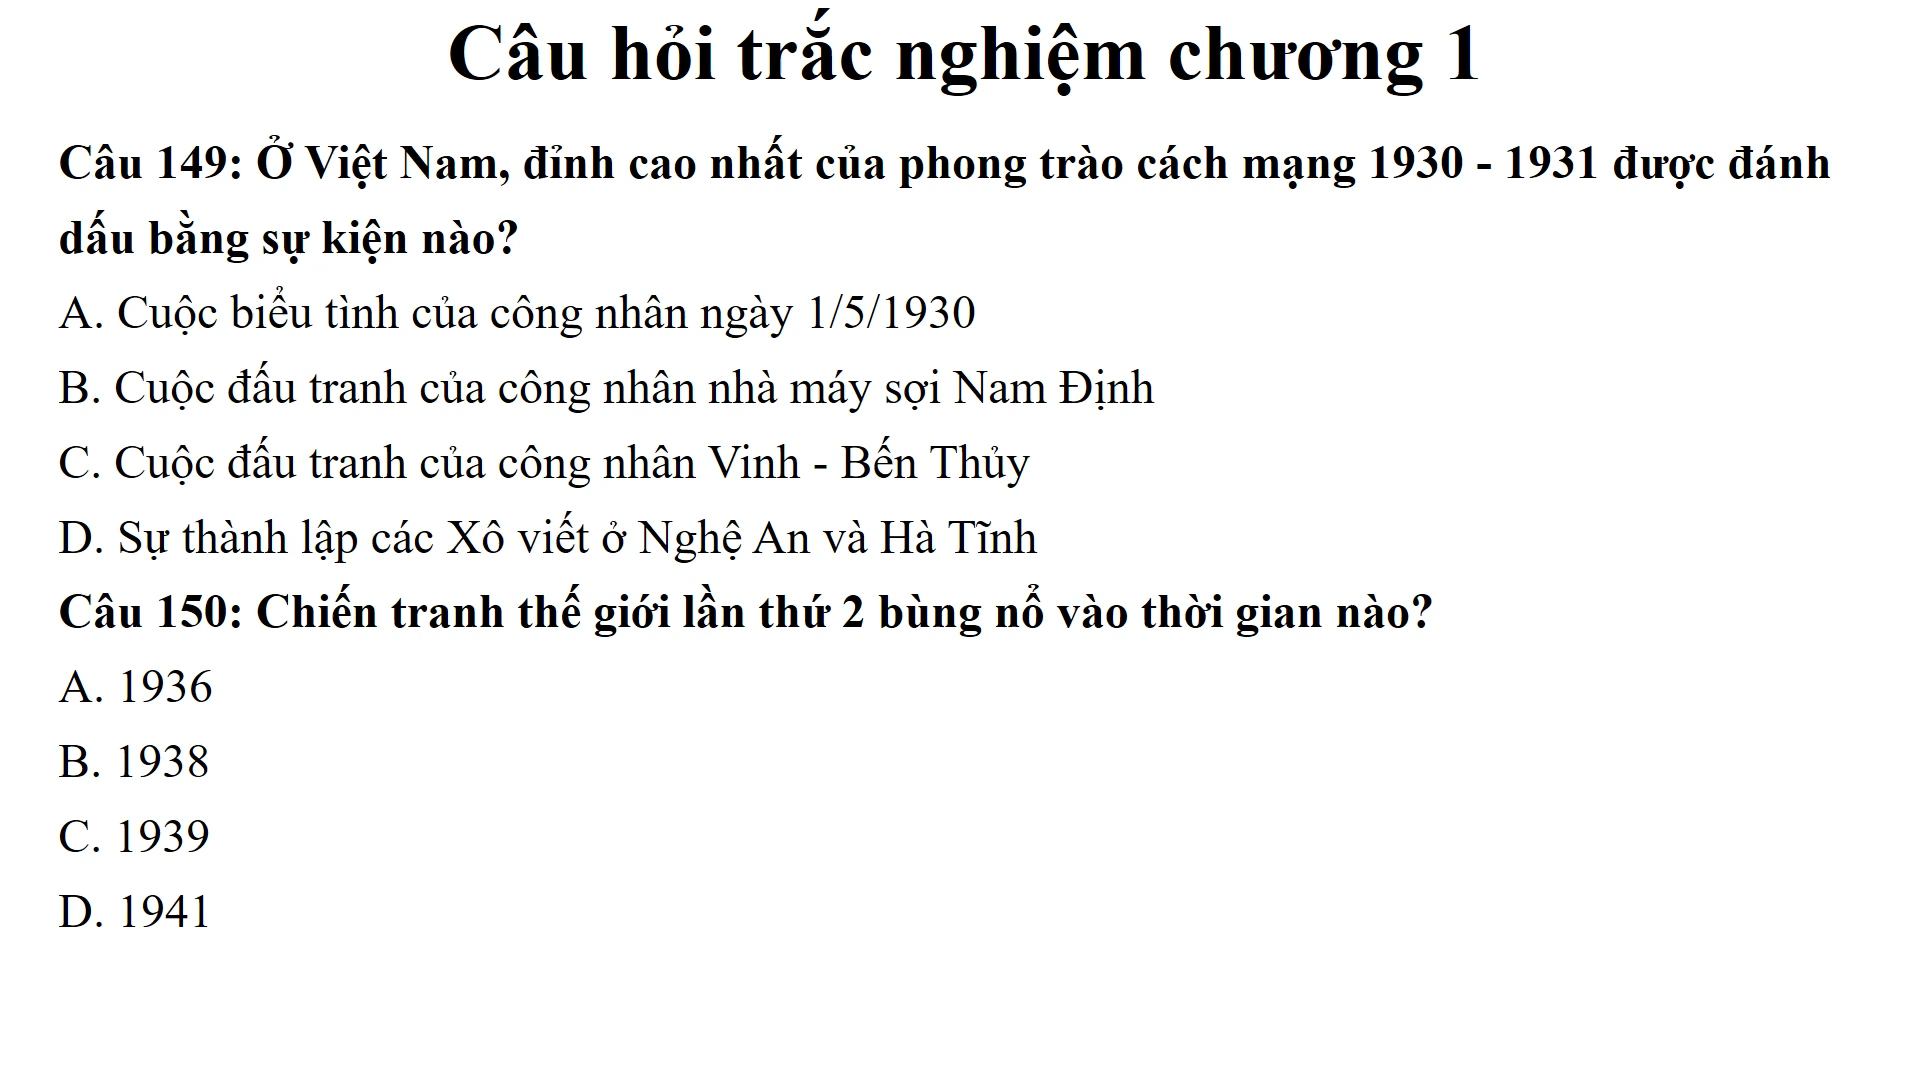 Câu hỏi trắc nghiệm chương 1
Câu 149: Ở Việt Nam, đỉnh cao nhất của phong trào cách mạng 1930 - 1931 được đánh
dấu bằng sự kiện nào?
A. Cuộc biểu tình của công nhân ngày 1/5/1930
B. Cuộc đấu tranh của công nhân nhà máy sợi Nam Định
C. Cuộc đấu tranh của công nhân Vinh - Bến Thủy
D. Sự thành lập các Xô viết ở Nghệ An và Hà Tĩnh
Câu 150: Chiến tranh thế giới lần thứ 2 bùng nổ vào thời gian nào?
A. 1936
B. 1938
C. 1939
D. 1941